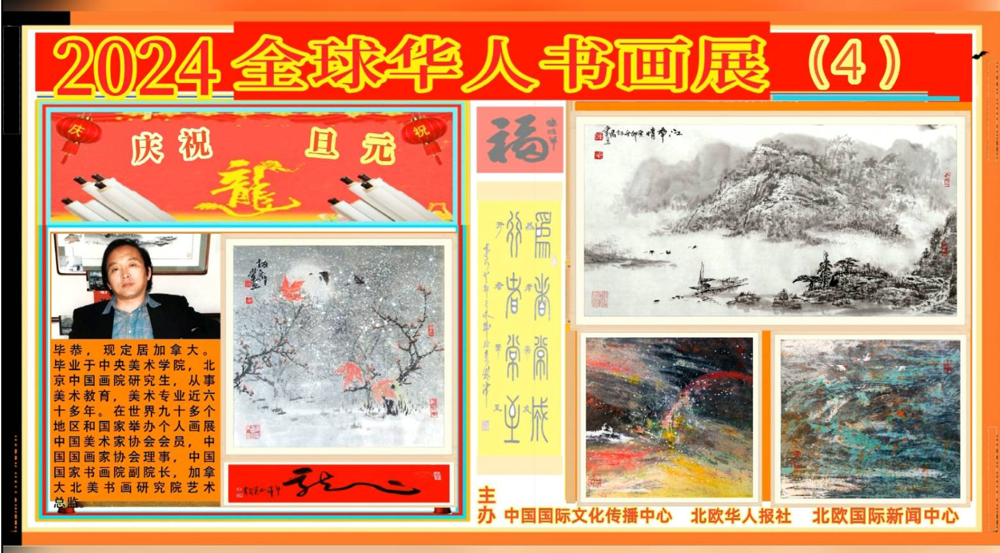 2024全球华人书画展（4）
庆
祝
庆祝
旦元
龍
毕恭，现定居加拿大。
毕业于中央美术学院，北
京中国画院研究生，从事
美术教育，美术专业近六
十多年。在世界九十多个
地区和国家举办个人画展
中国美术家协会会员，中
国国画家协会理事，中国
国家书画院副院长，加拿
大北美书画研究院艺术
总监。
福
為者常成
行者常至
主办
中国国际文化传播中心 北欧华人报社 北欧国际新闻中心